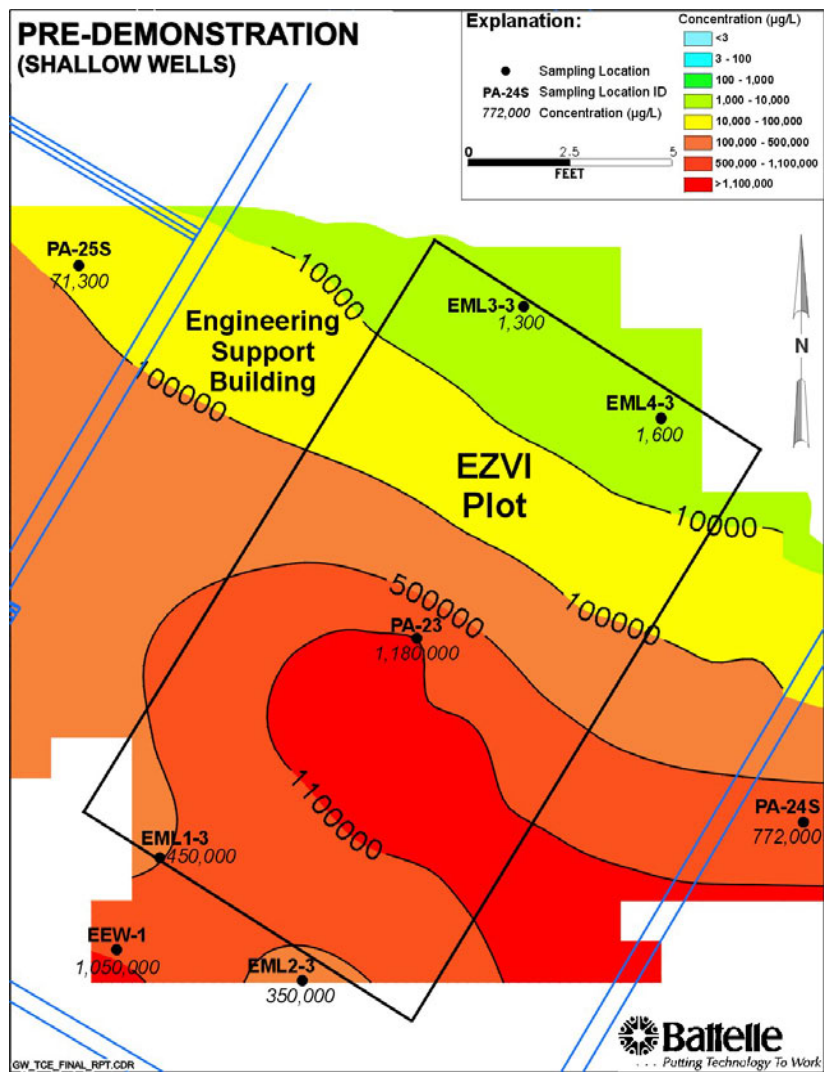 PRE-DEMONSTRATION
(SHALLOW WELLS)
Explanation:
Sampling Location
PA-24S Sampling Location ID
772,000 Concentration (µg/L)
0 2.5 5
FEET
Concentration (µg/L)
<3
3 - 100
100 - 1,000
1,000 - 10,000
10,000 - 100,000
100,000 - 500,000
500,000 - 1,100,000
>1,100,000
N
PA-25S
71,300
10000
EML3-3
1,300
Engineering
Support
Building
100000
EML4-3
1,600
EZVI
Plot
10000
500000
100000
PA-23
1,180,000
1100000
PA-24S
772,000
EML1-3
450,000
EEW-1
1,050,000
EML2-3
350,000
Battelle
. . . Putting Technology To Work
GW_TCE_FINAL_RPT.CDR